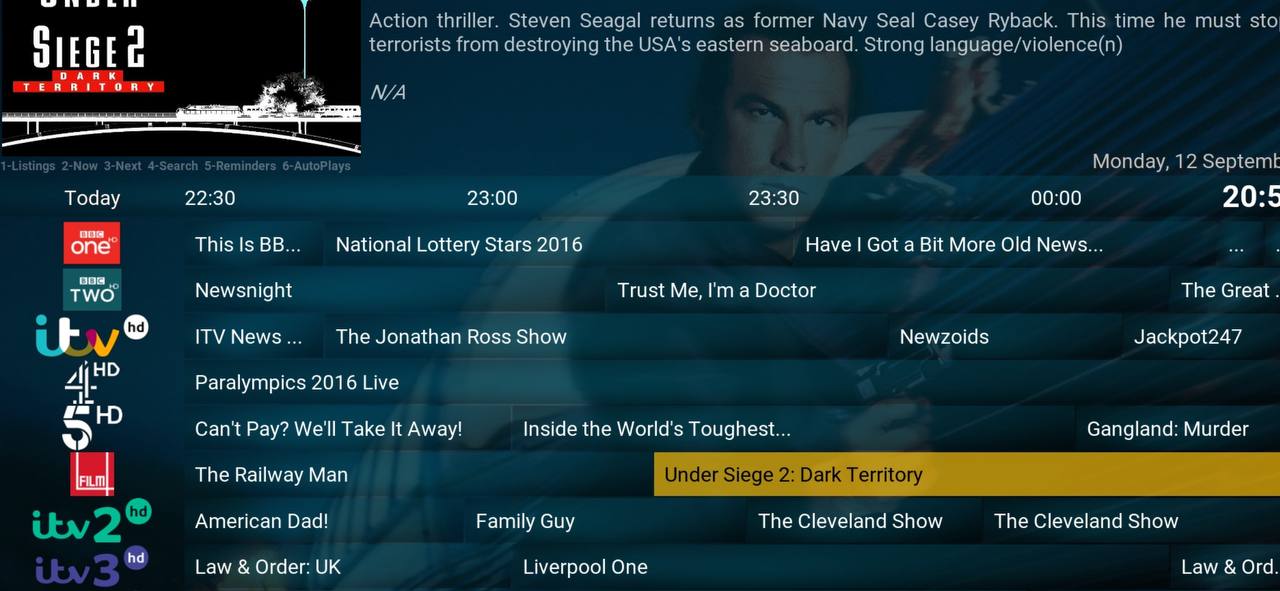 UNDER
SIEGE 2
DARK
TERRITORY
Action thriller. Steven Seagal returns as former Navy Seal Casey Ryback. This time he must sto
terrorists from destroying the USA's eastern seaboard. Strong language/violence(n)
N/A
1-Listings 2-Now 3-Next 4-Search 5-Reminders 6-AutoPlays
Monday, 12 Septemb
Today 22:30 23:00 23:30 00:00 20:5
BBC one HD This Is BB... National Lottery Stars 2016 Have I Got a Bit More Old News... ... .
BBC TWO HD Newsnight Trust Me, I'm a Doctor The Great .
itv hd ITV News ... The Jonathan Ross Show Newzoids Jackpot247
4 HD Paralympics 2016 Live
5 HD Can't Pay? We'll Take It Away! Inside the World's Toughest... Gangland: Murder
FILM4 The Railway Man Under Siege 2: Dark Territory
itv2 hd American Dad! Family Guy The Cleveland Show The Cleveland Show
itv3 hd Law & Order: UK Liverpool One Law & Ord.